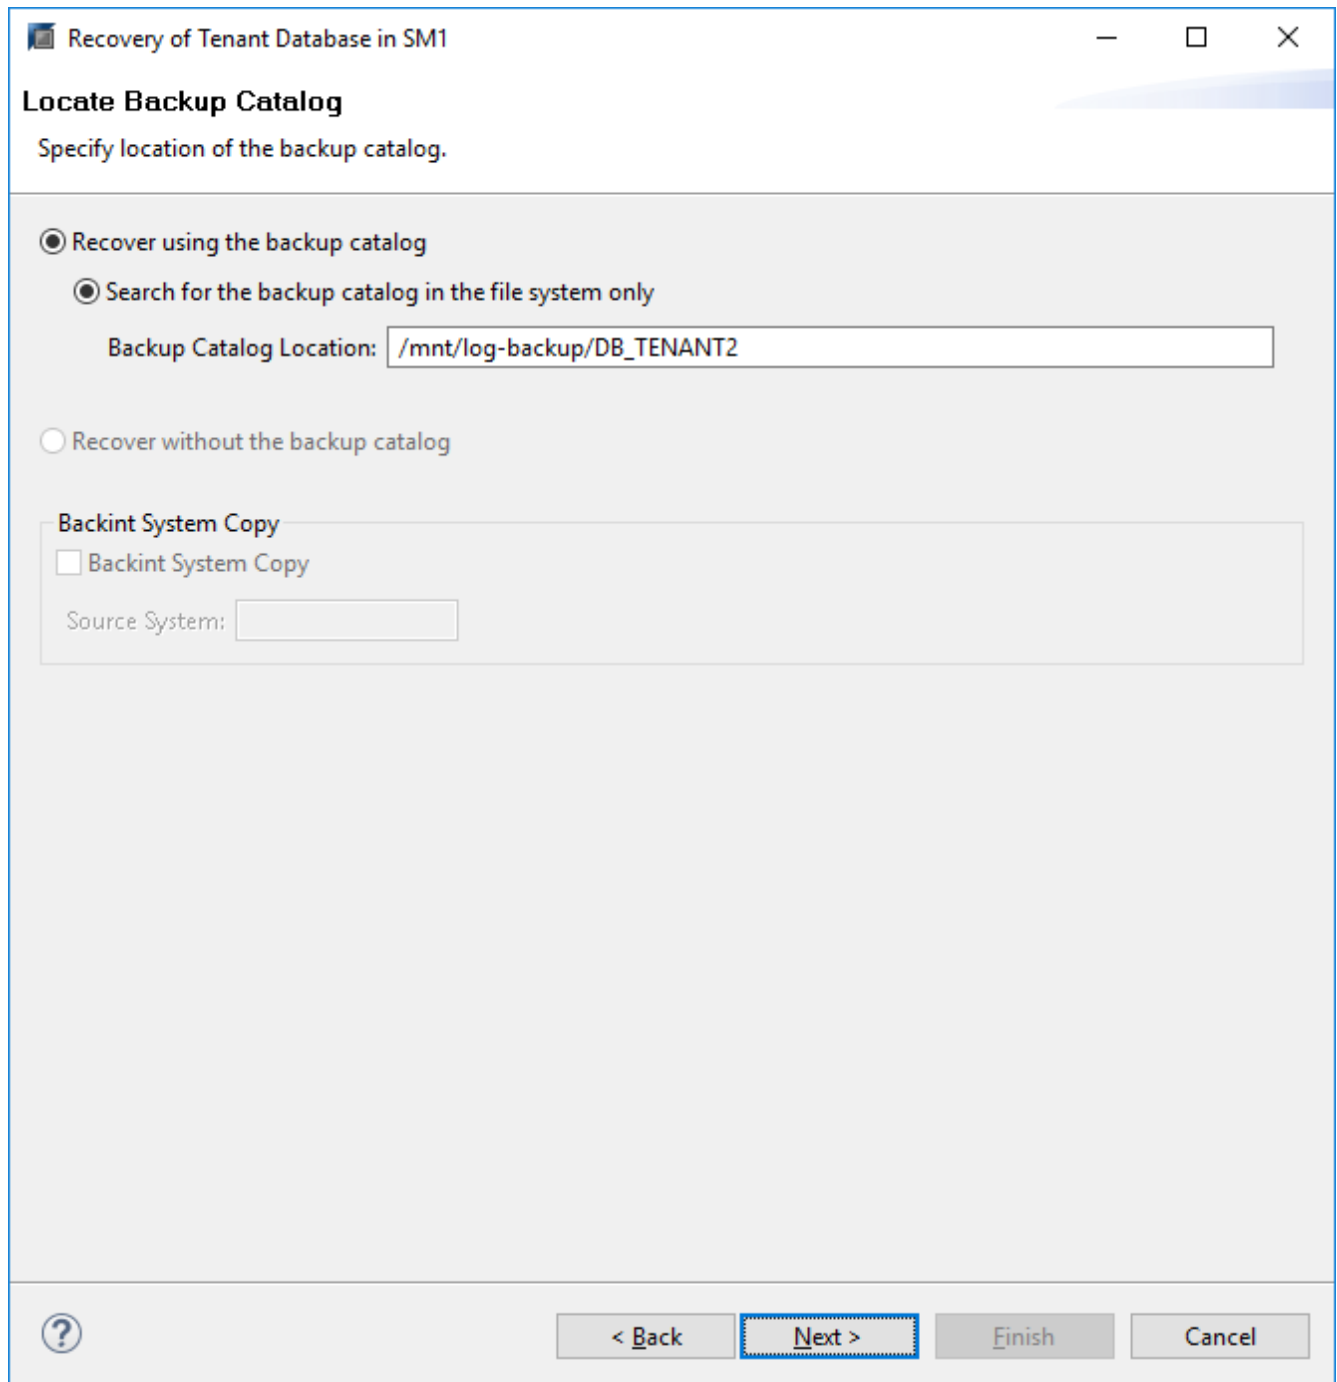 Recovery of Tenant Database in SM1
Locate Backup Catalog
Specify location of the backup catalog.
Recover using the backup catalog
Search for the backup catalog in the file system only
Backup Catalog Location: /mnt/log-backup/DB_TENANT2
Recover without the backup catalog
Backint System Copy
Backint System Copy
Source System:
? < Back Next > Finish Cancel